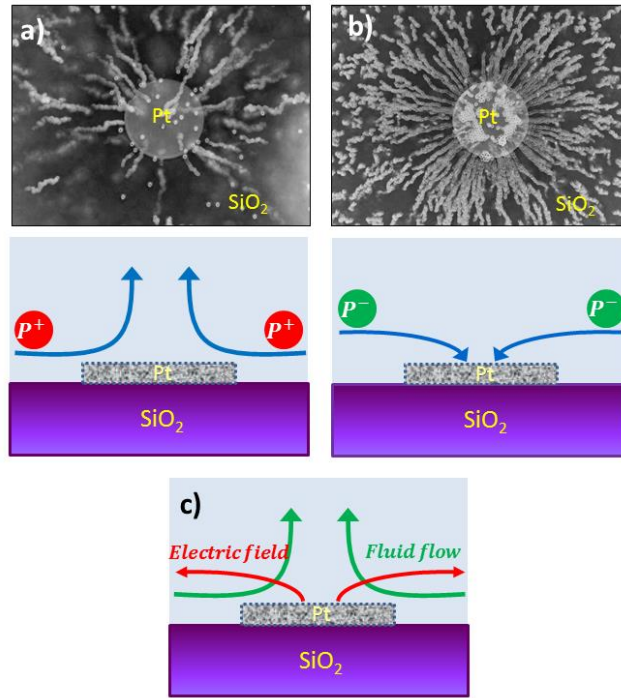 a)
Pt
SiO₂
b)
Pt
SiO₂
P⁺
P⁺
Pt
SiO₂
P⁻
P⁻
Pt
SiO₂
c)
Electric field
Fluid flow
Pt
SiO₂